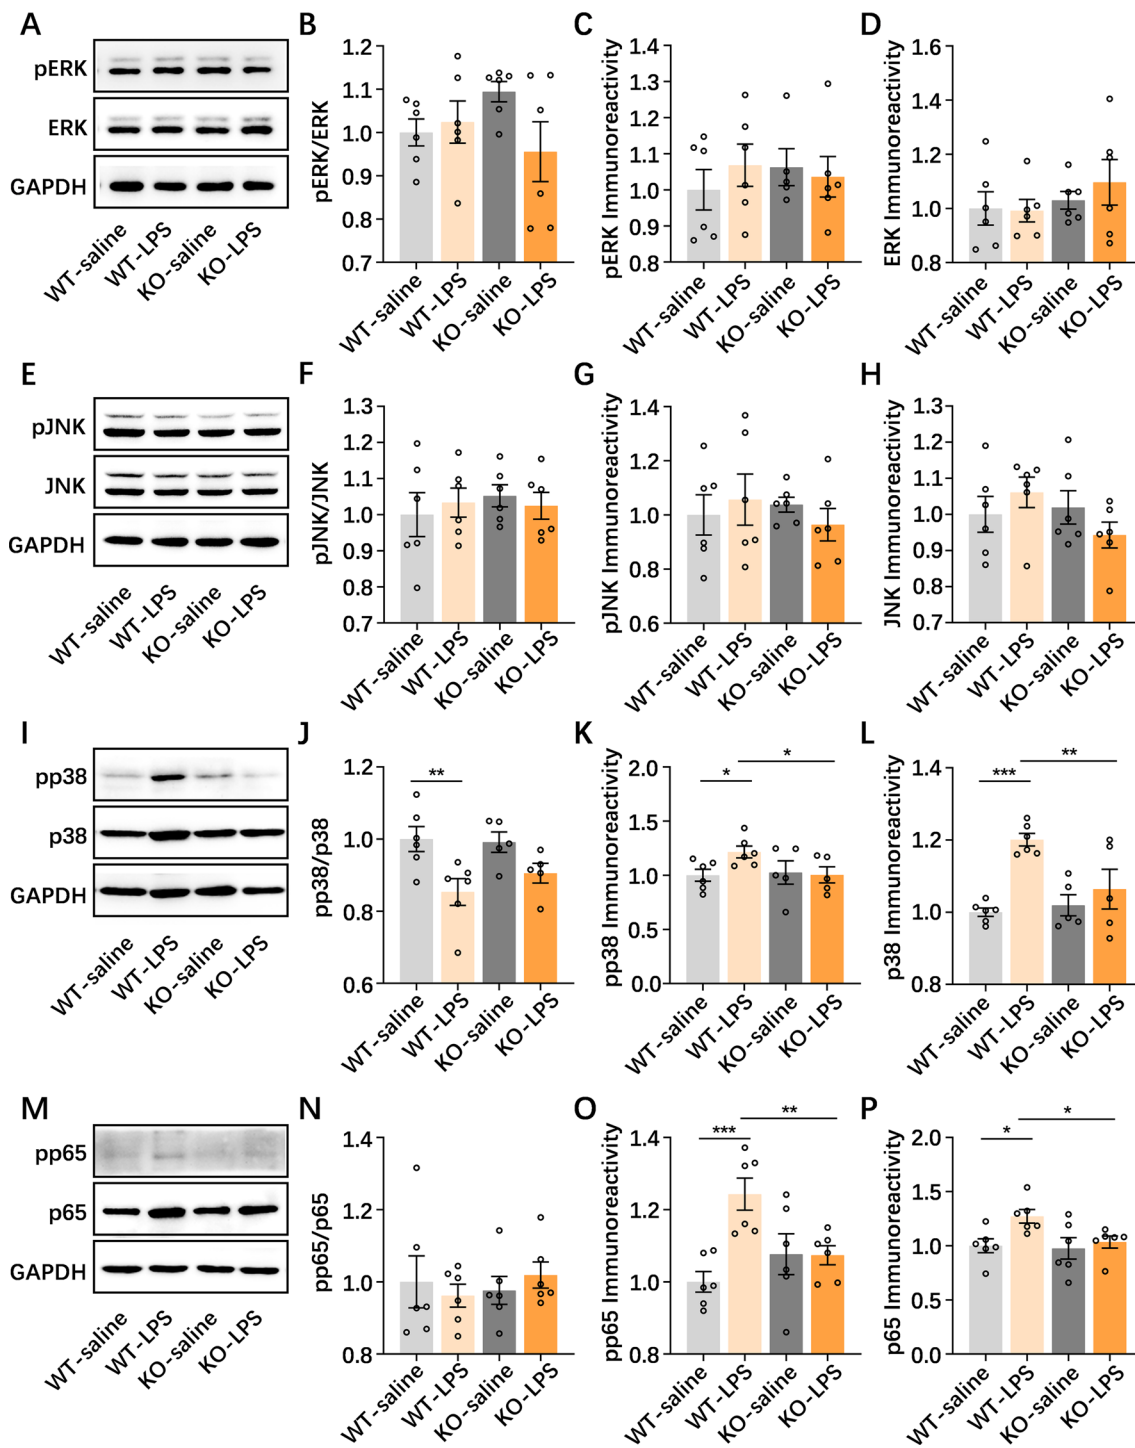 A
pERK
ERK
GAPDH
WT-saline
WT-LPS
KO-saline
KO-LPS
B
pERK/ERK
1.2
1.1
1.0
0.9
0.8
0.7
WT-saline
WT-LPS
KO-saline
KO-LPS
C
pERK Immunoreactivity
1.4
1.3
1.2
1.1
1.0
0.9
0.8
WT-saline
WT-LPS
KO-saline
KO-LPS
D
ERK Immunoreactivity
1.6
1.4
1.2
1.0
0.8
WT-saline
WT-LPS
KO-saline
KO-LPS
E
pJNK
JNK
GAPDH
WT-saline
WT-LPS
KO-saline
KO-LPS
F
pJNK/JNK
1.3
1.2
1.1
1.0
0.9
0.8
0.7
WT-saline
WT-LPS
KO-saline
KO-LPS
G
pJNK Immunoreactivity
1.4
1.2
1.0
0.8
0.6
WT-saline
WT-LPS
KO-saline
KO-LPS
H
JNK Immunoreactivity
1.3
1.2
1.1
1.0
0.9
0.8
0.7
WT-saline
WT-LPS
KO-saline
KO-LPS
I
pp38
p38
GAPDH
WT-saline
WT-LPS
KO-saline
KO-LPS
J
pp38/p38
1.2
1.0
0.8
0.6
**
WT-saline
WT-LPS
KO-saline
KO-LPS
K
pp38 Immunoreactivity
2.0
1.5
1.0
0.5
0.0
*
*
WT-saline
WT-LPS
KO-saline
KO-LPS
L
p38 Immunoreactivity
1.4
1.2
1.0
0.8
**
***
WT-saline
WT-LPS
KO-saline
KO-LPS
M
pp65
p65
GAPDH
WT-saline
WT-LPS
KO-saline
KO-LPS
N
pp65/p65
1.4
1.2
1.0
0.8
WT-saline
WT-LPS
KO-saline
KO-LPS
O
pp65 Immunoreactivity
1.4
1.2
1.0
0.8
**
***
WT-saline
WT-LPS
KO-saline
KO-LPS
P
p65 Immunoreactivity
2.0
1.5
1.0
0.5
0.0
*
*
WT-saline
WT-LPS
KO-saline
KO-LPS